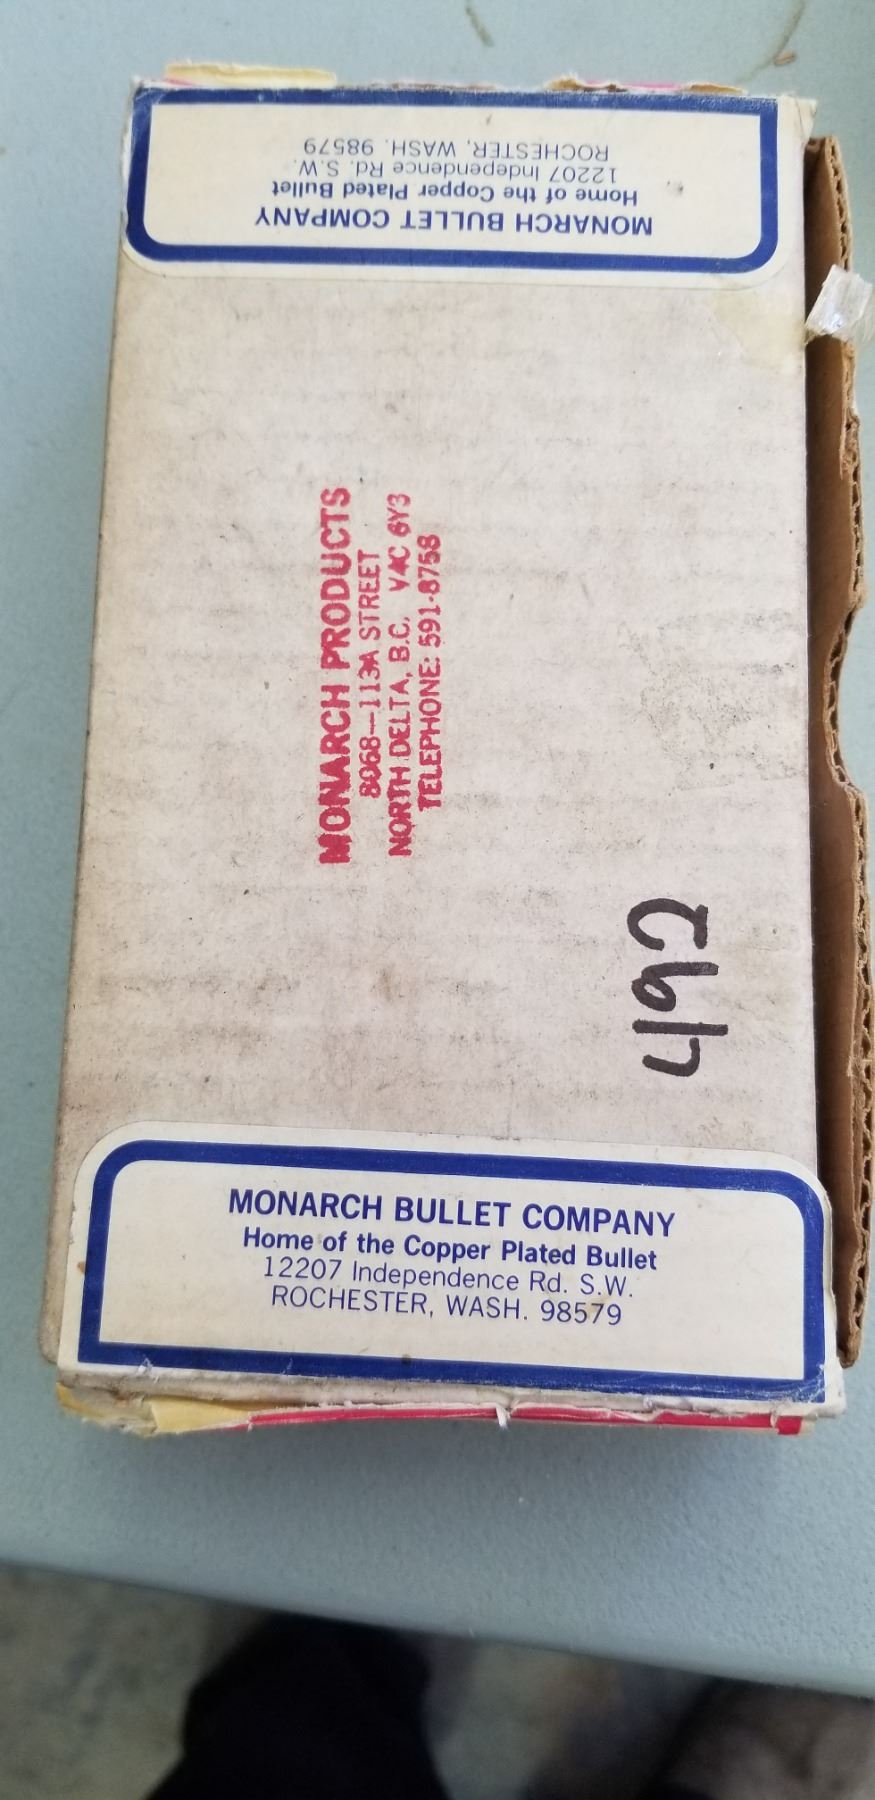 MONARCH BULLET COMPANY
Home of the Copper Plated Bullet
12207 Independence Rd. S.W.
ROCHESTER, WASH. 98579
MONARCH PRODUCTS
8068-113A STREET
NORTH DELTA, B.C. V4C 6Y3
TELEPHONE: 591-8758
492
MONARCH BULLET COMPANY
Home of the Copper Plated Bullet
12207 Independence Rd. S.W.
ROCHESTER, WASH. 98579